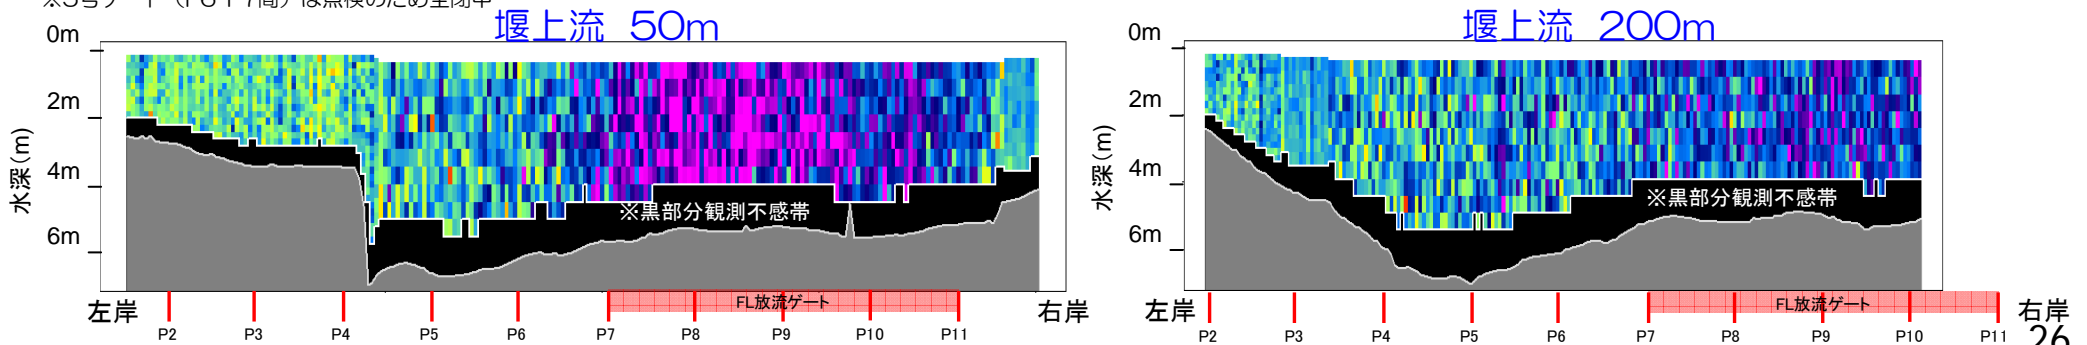 堰上流 50m
0m
2m
4m
6m
水深(m)
※黒部分観測不感帯
FL放流ゲート
左岸
右岸
P2 P3 P4 P5 P6 P7 P8 P9 P10 P11
堰上流 200m
0m
2m
4m
6m
水深(m)
※黒部分観測不感帯
FL放流ゲート
左岸
右岸
P2 P3 P4 P5 P6 P7 P8 P9 P10 P11
26